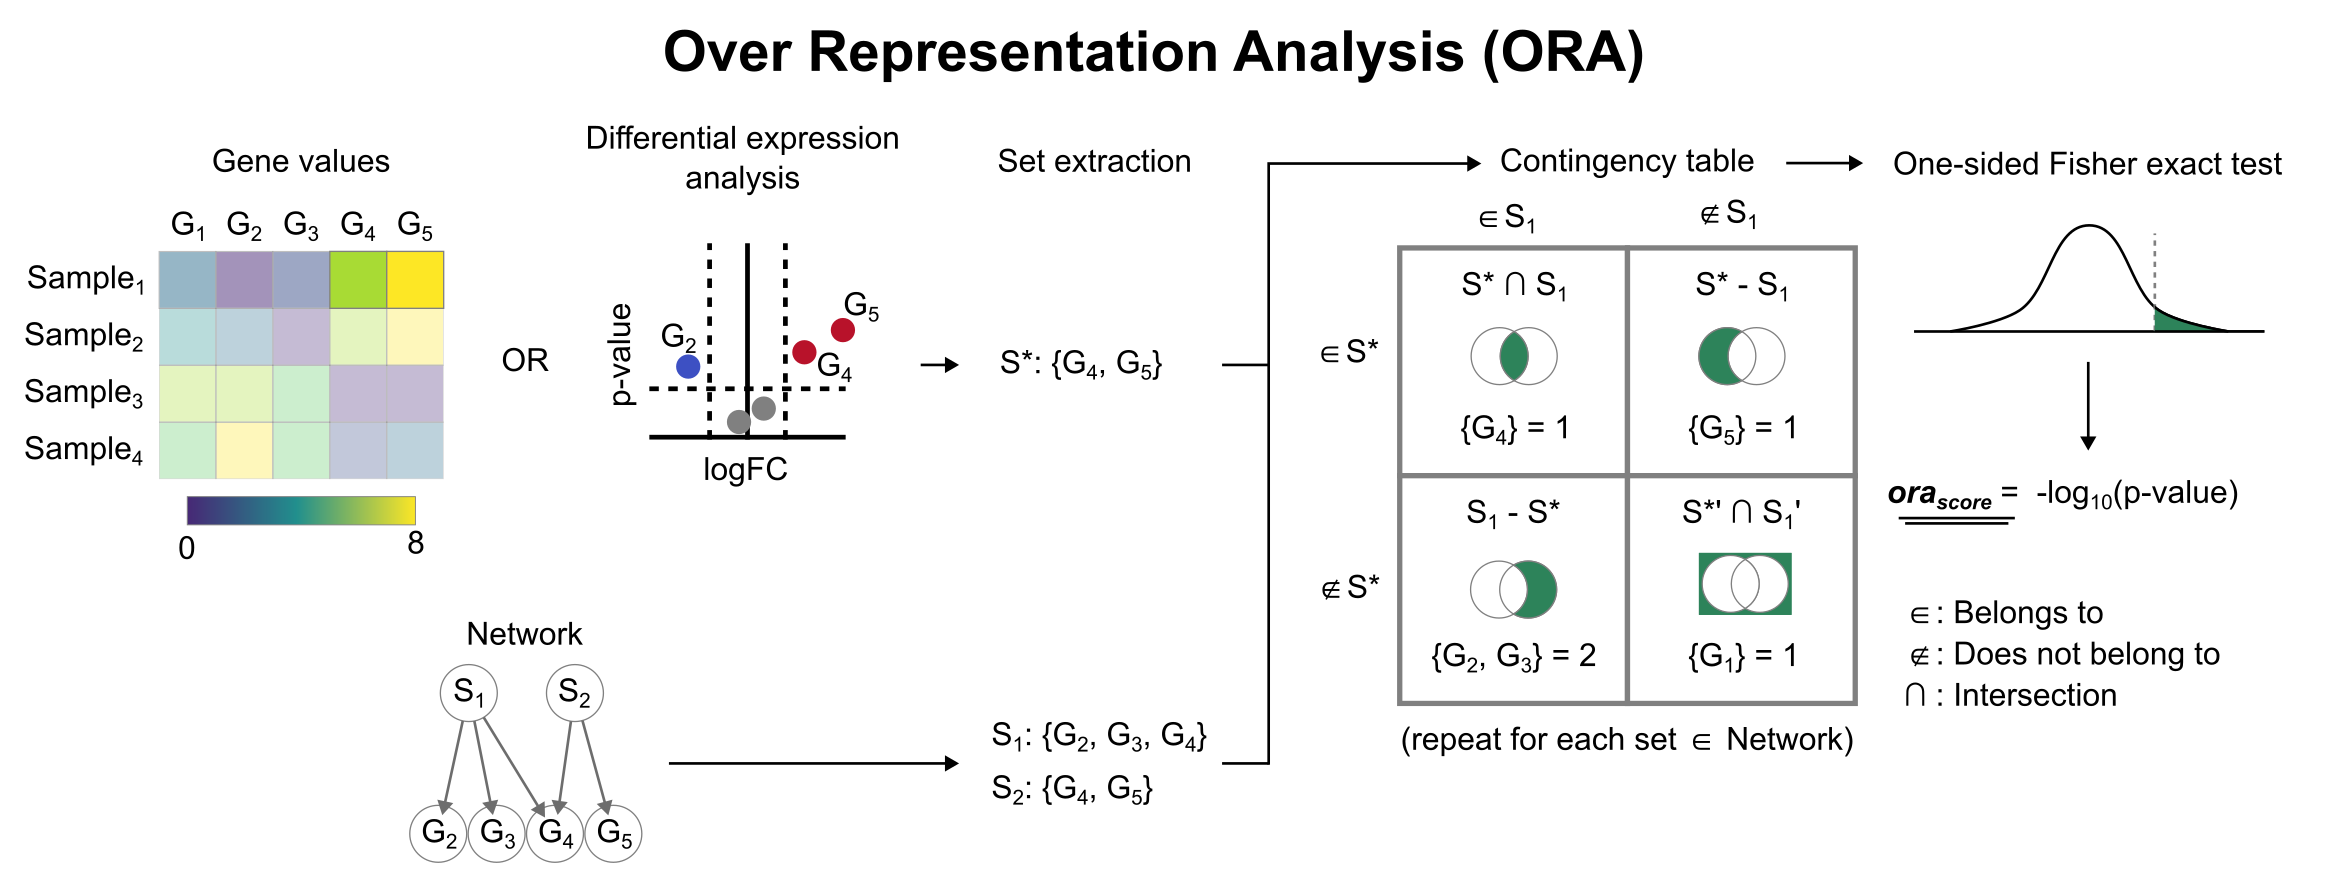 Over Representation Analysis (ORA)
Gene values
G₁ G₂ G₃ G₄ G₅
Sample₁
Sample₂
Sample₃
Sample₄
0 8
OR
Differential expression
analysis
p-value
G₂
G₅
G₄
logFC
Set extraction
S*: {G₄, G₅}
Network
S₁ S₂
G₂ G₃ G₄ G₅
S₁: {G₂, G₃, G₄}
S₂: {G₄, G₅}
Contingency table
∈ S₁ ∉ S₁
∈ S*
S* ∩ S₁
{G₄} = 1
S* - S₁
{G₅} = 1
∉ S*
S₁ - S*
{G₂, G₃} = 2
S*' ∩ S₁'
{G₁} = 1
(repeat for each set ∈ Network)
One-sided Fisher exact test
ora_score = -log₁₀(p-value)
∈ : Belongs to
∉ : Does not belong to
∩ : Intersection